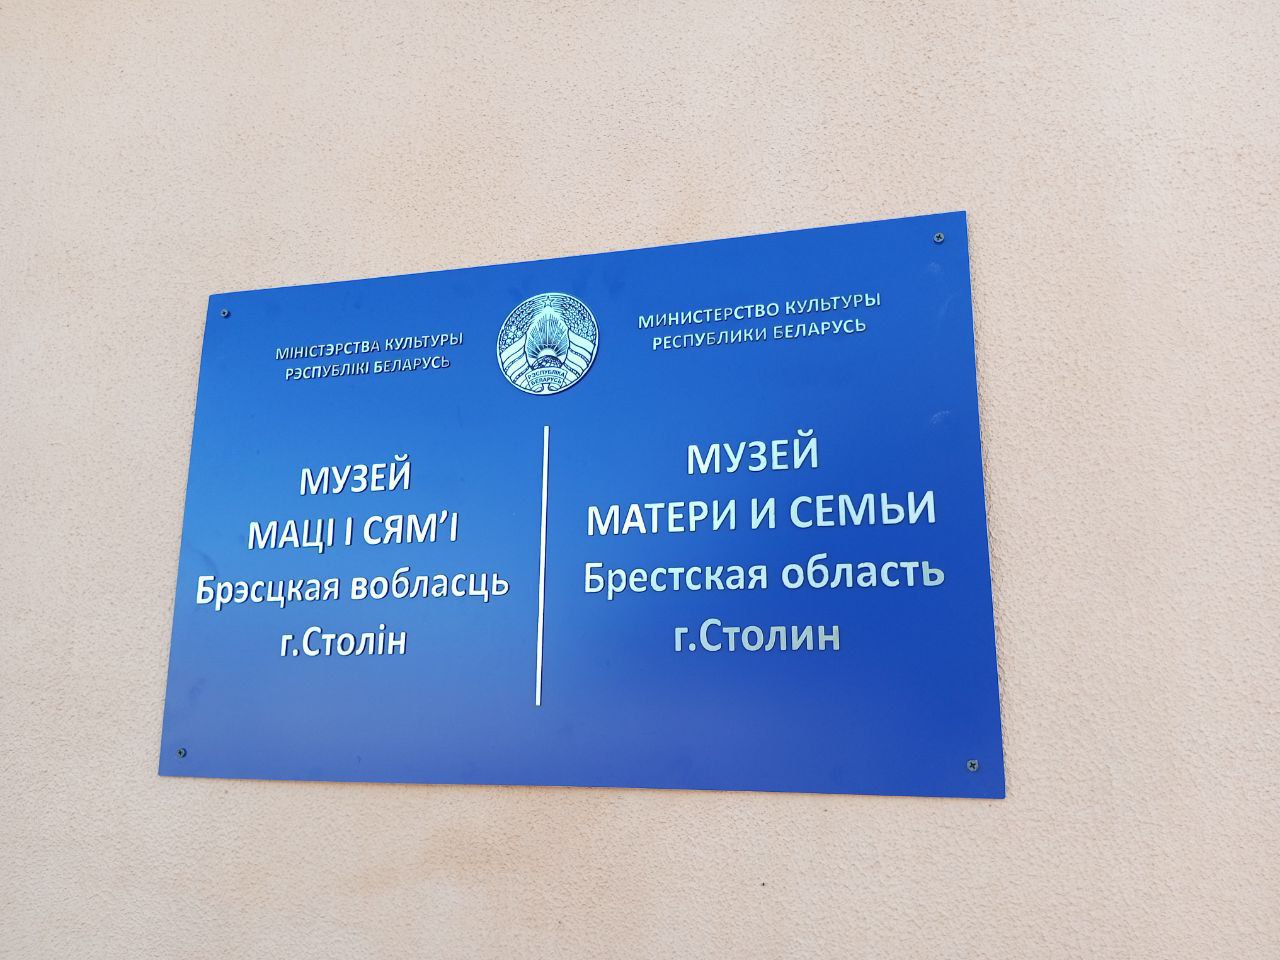 МІНІСТЭРСТВА КУЛЬТУРЫ
РЭСПУБЛІКІ БЕЛАРУСЬ
РЭСПУБЛІКА
БЕЛАРУСЬ
МИНИСТЕРСТВО КУЛЬТУРЫ
РЕСПУБЛИКИ БЕЛАРУСЬ
МУЗЕЙ
МАЦІ І СЯМ’І
Брэсцкая вобласць
г.Столін
МУЗЕЙ
МАТЕРИ И СЕМЬИ
Брестская область
г.Столин